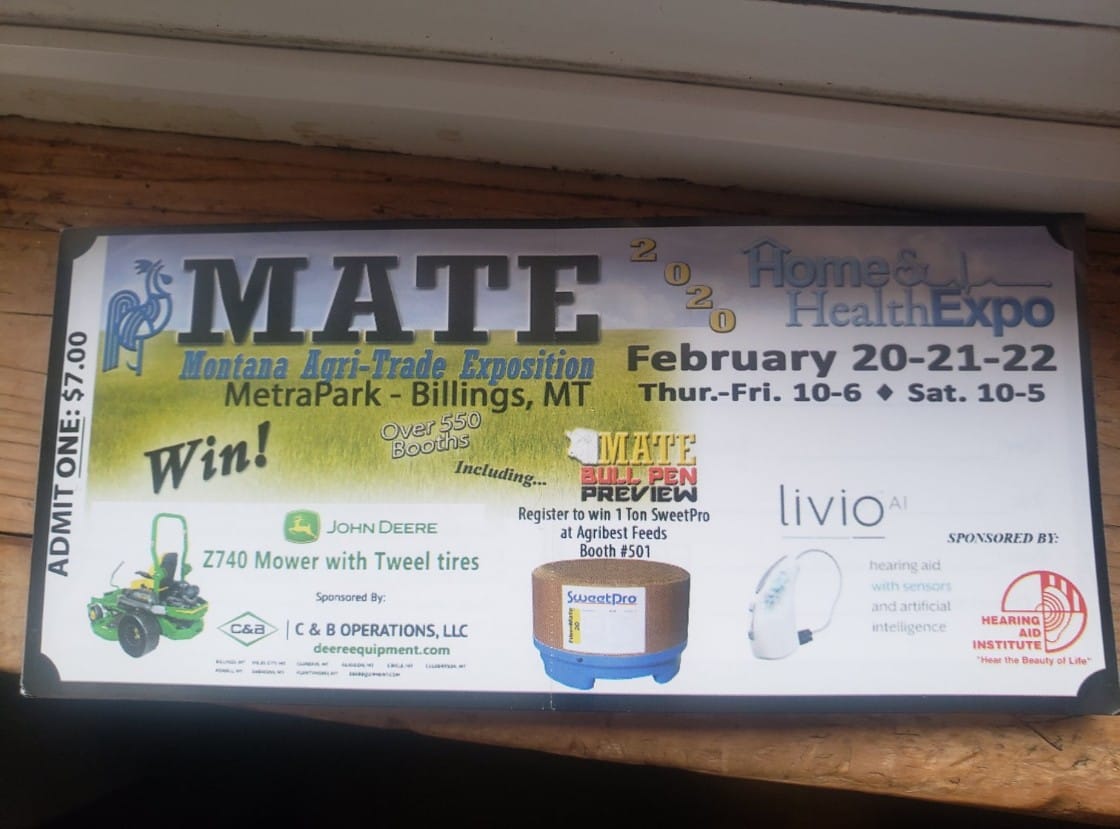 ADMIT ONE: $7.00
MATE
Montana Agri-Trade Exposition
MetraPark - Billings, MT
2020
Home &
HealthExpo
February 20-21-22
Thur.-Fri. 10-6 ♦ Sat. 10-5
Win!
Over 550
Booths
Including...
MATE
BULL PEN
PREVIEW
Register to win 1 Ton SweetPro
at Agribest Feeds
Booth #501
SweetPro
JOHN DEERE
Z740 Mower with Tweel tires
Sponsored By:
C&B
C & B OPERATIONS, LLC
deereequipment.com
livio AI
hearing aid
with sensors
and artificial
intelligence
SPONSORED BY:
HEARING
AID
INSTITUTE
"Hear the Beauty of Life"